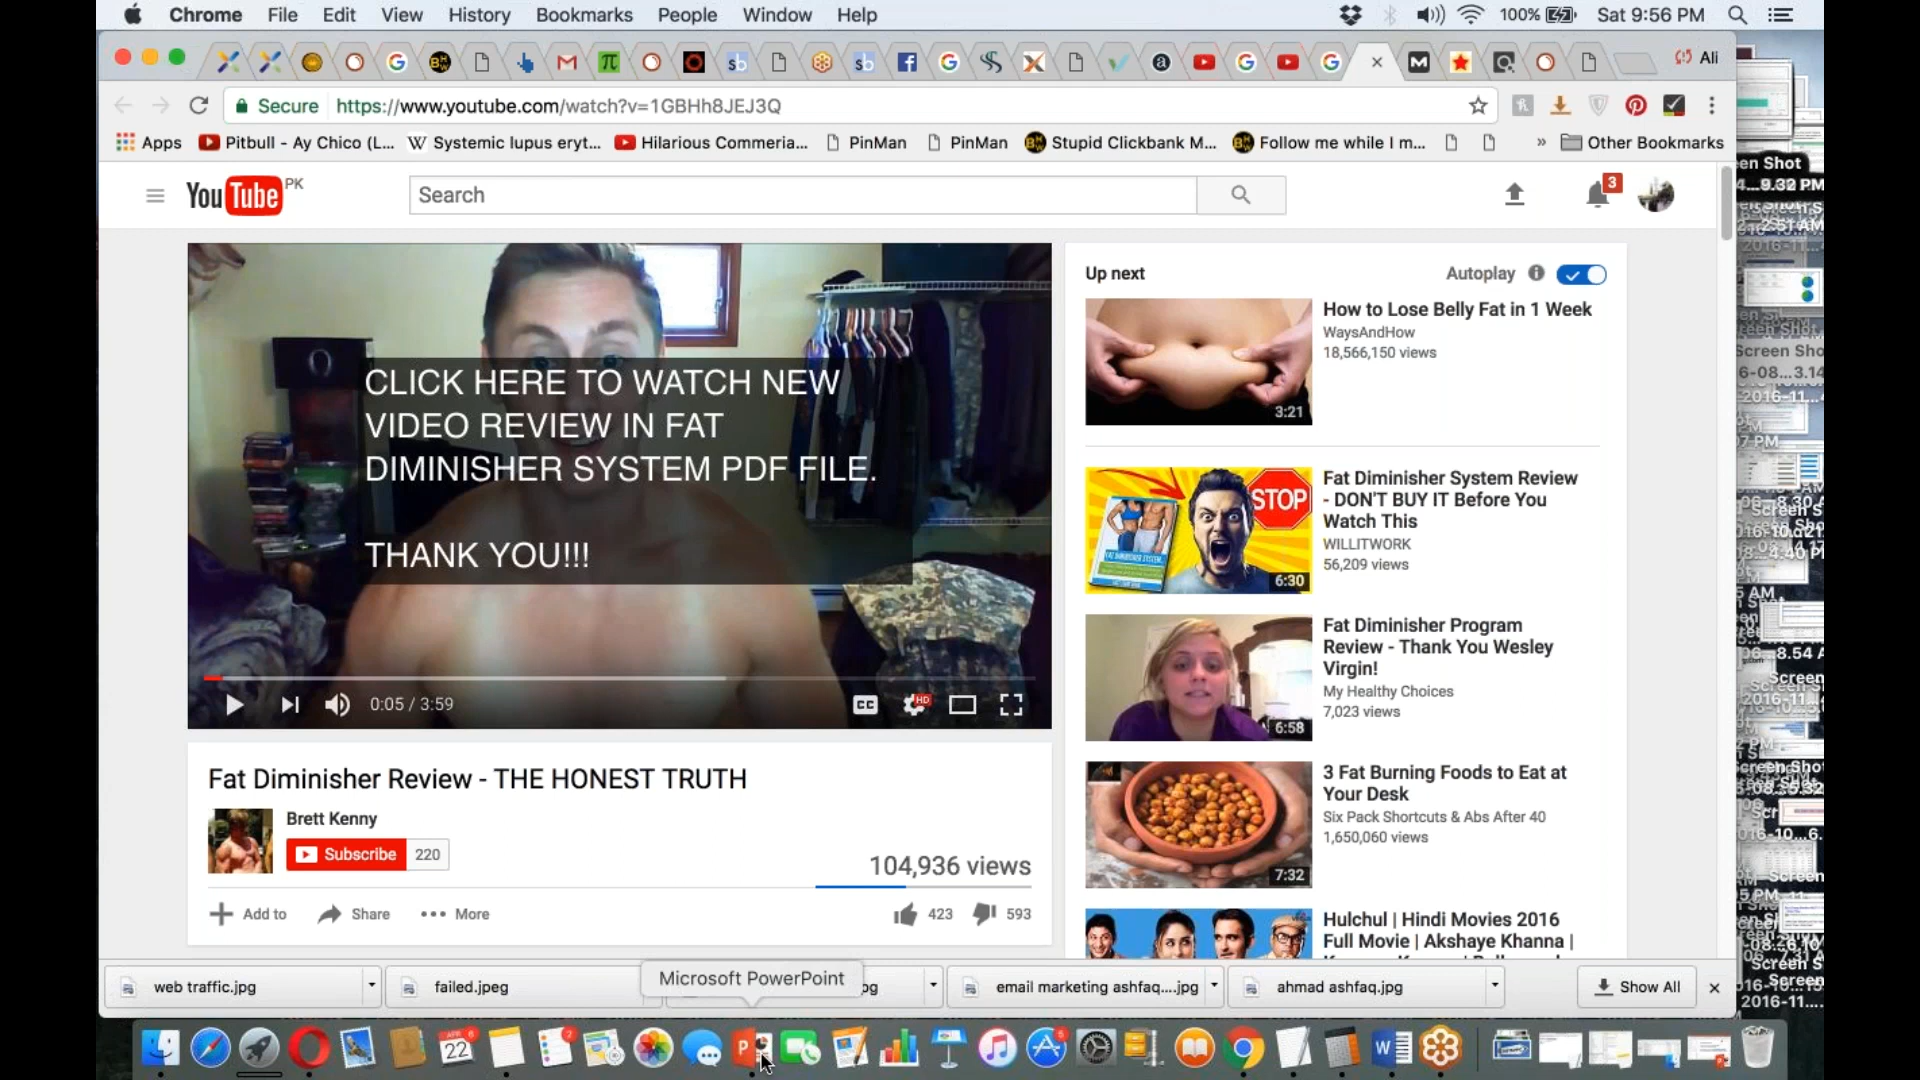 Chrome File Edit View History Bookmarks People Window Help
100% Sat 9:56 PM
Ali
Secure https://www.youtube.com/watch?v=1GBHh8JEJ3Q
Apps Pitbull - Ay Chico (L... Systemic lupus eryt... Hilarious Commeria... PinMan PinMan Stupid Clickbank M... Follow me while I m... » Other Bookmarks
YouTube PK
Search
3
CLICK HERE TO WATCH NEW
VIDEO REVIEW IN FAT
DIMINISHER SYSTEM PDF FILE.
THANK YOU!!!
0:05 / 3:59
CC HD
Fat Diminisher Review - THE HONEST TRUTH
Brett Kenny
Subscribe 220
104,936 views
Add to Share More
423 593
Up next
Autoplay
How to Lose Belly Fat in 1 Week
WaysAndHow
18,566,150 views
3:21
Fat Diminisher System Review
- DON'T BUY IT Before You
Watch This
WILLITWORK
56,209 views
STOP
6:30
Fat Diminisher Program
Review - Thank You Wesley
Virgin!
My Healthy Choices
7,023 views
6:58
3 Fat Burning Foods to Eat at
Your Desk
Six Pack Shortcuts & Abs After 40
1,650,060 views
7:32
Hulchul | Hindi Movies 2016
Full Movie | Akshaye Khanna |
web traffic.jpg
failed.jpeg
Microsoft PowerPoint
pg
email marketing ashfaq....jpg
ahmad ashfaq.jpg
Show All
APR
22